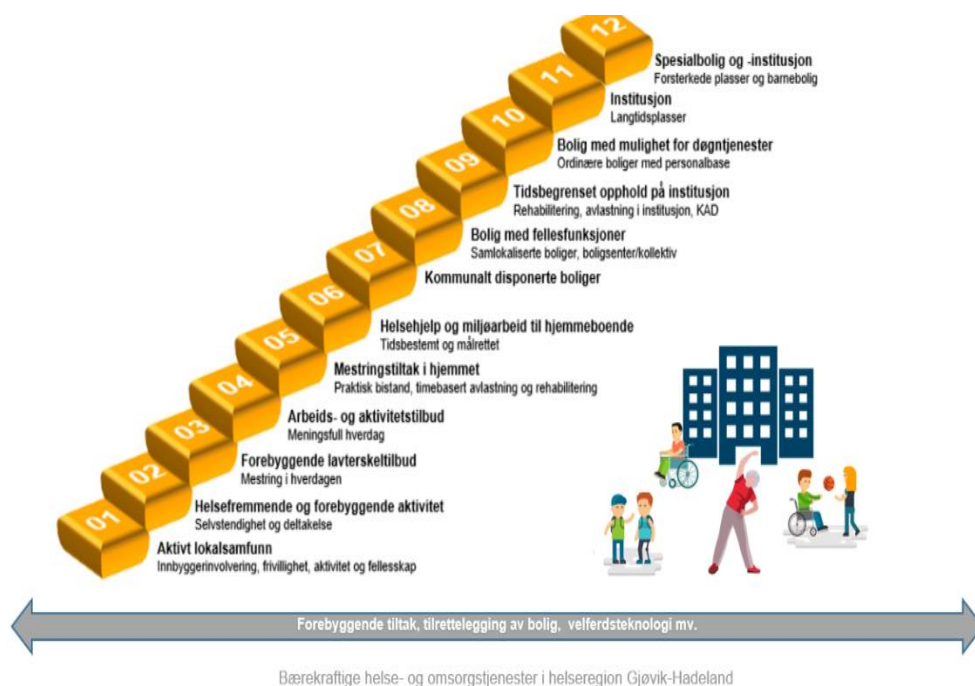 12
Spesialbolig og -institusjon
Forsterkede plasser og barnebolig
11
Institusjon
Langtidsplasser
10
Bolig med mulighet for døgntjenester
Ordinære boliger med personalbase
09
Tidsbegrenset opphold på institusjon
Rehabilitering, avlastning i institusjon, KAD
08
Bolig med fellesfunksjoner
Samlokaliserte boliger, boligsenter/kollektiv
07
Kommunalt disponerte boliger
06
Helsehjelp og miljøarbeid til hjemmeboende
Tidsbestemt og målrettet
05
Mestringstiltak i hjemmet
Praktisk bistand, timebasert avlastning og rehabilitering
04
Arbeids- og aktivitetstilbud
Meningsfull hverdag
03
Forebyggende lavterskeltilbud
Mestring i hverdagen
02
Helsefremmende og forebyggende aktivitet
Selvstendighet og deltakelse
01
Aktivt lokalsamfunn
Innbyggerinvolvering, frivillighet, aktivitet og fellesskap
Forebyggende tiltak, tilrettelegging av bolig, velferdsteknologi mv.
Bærekraftige helse- og omsorgstjenester i helseregion Gjøvik-Hadeland